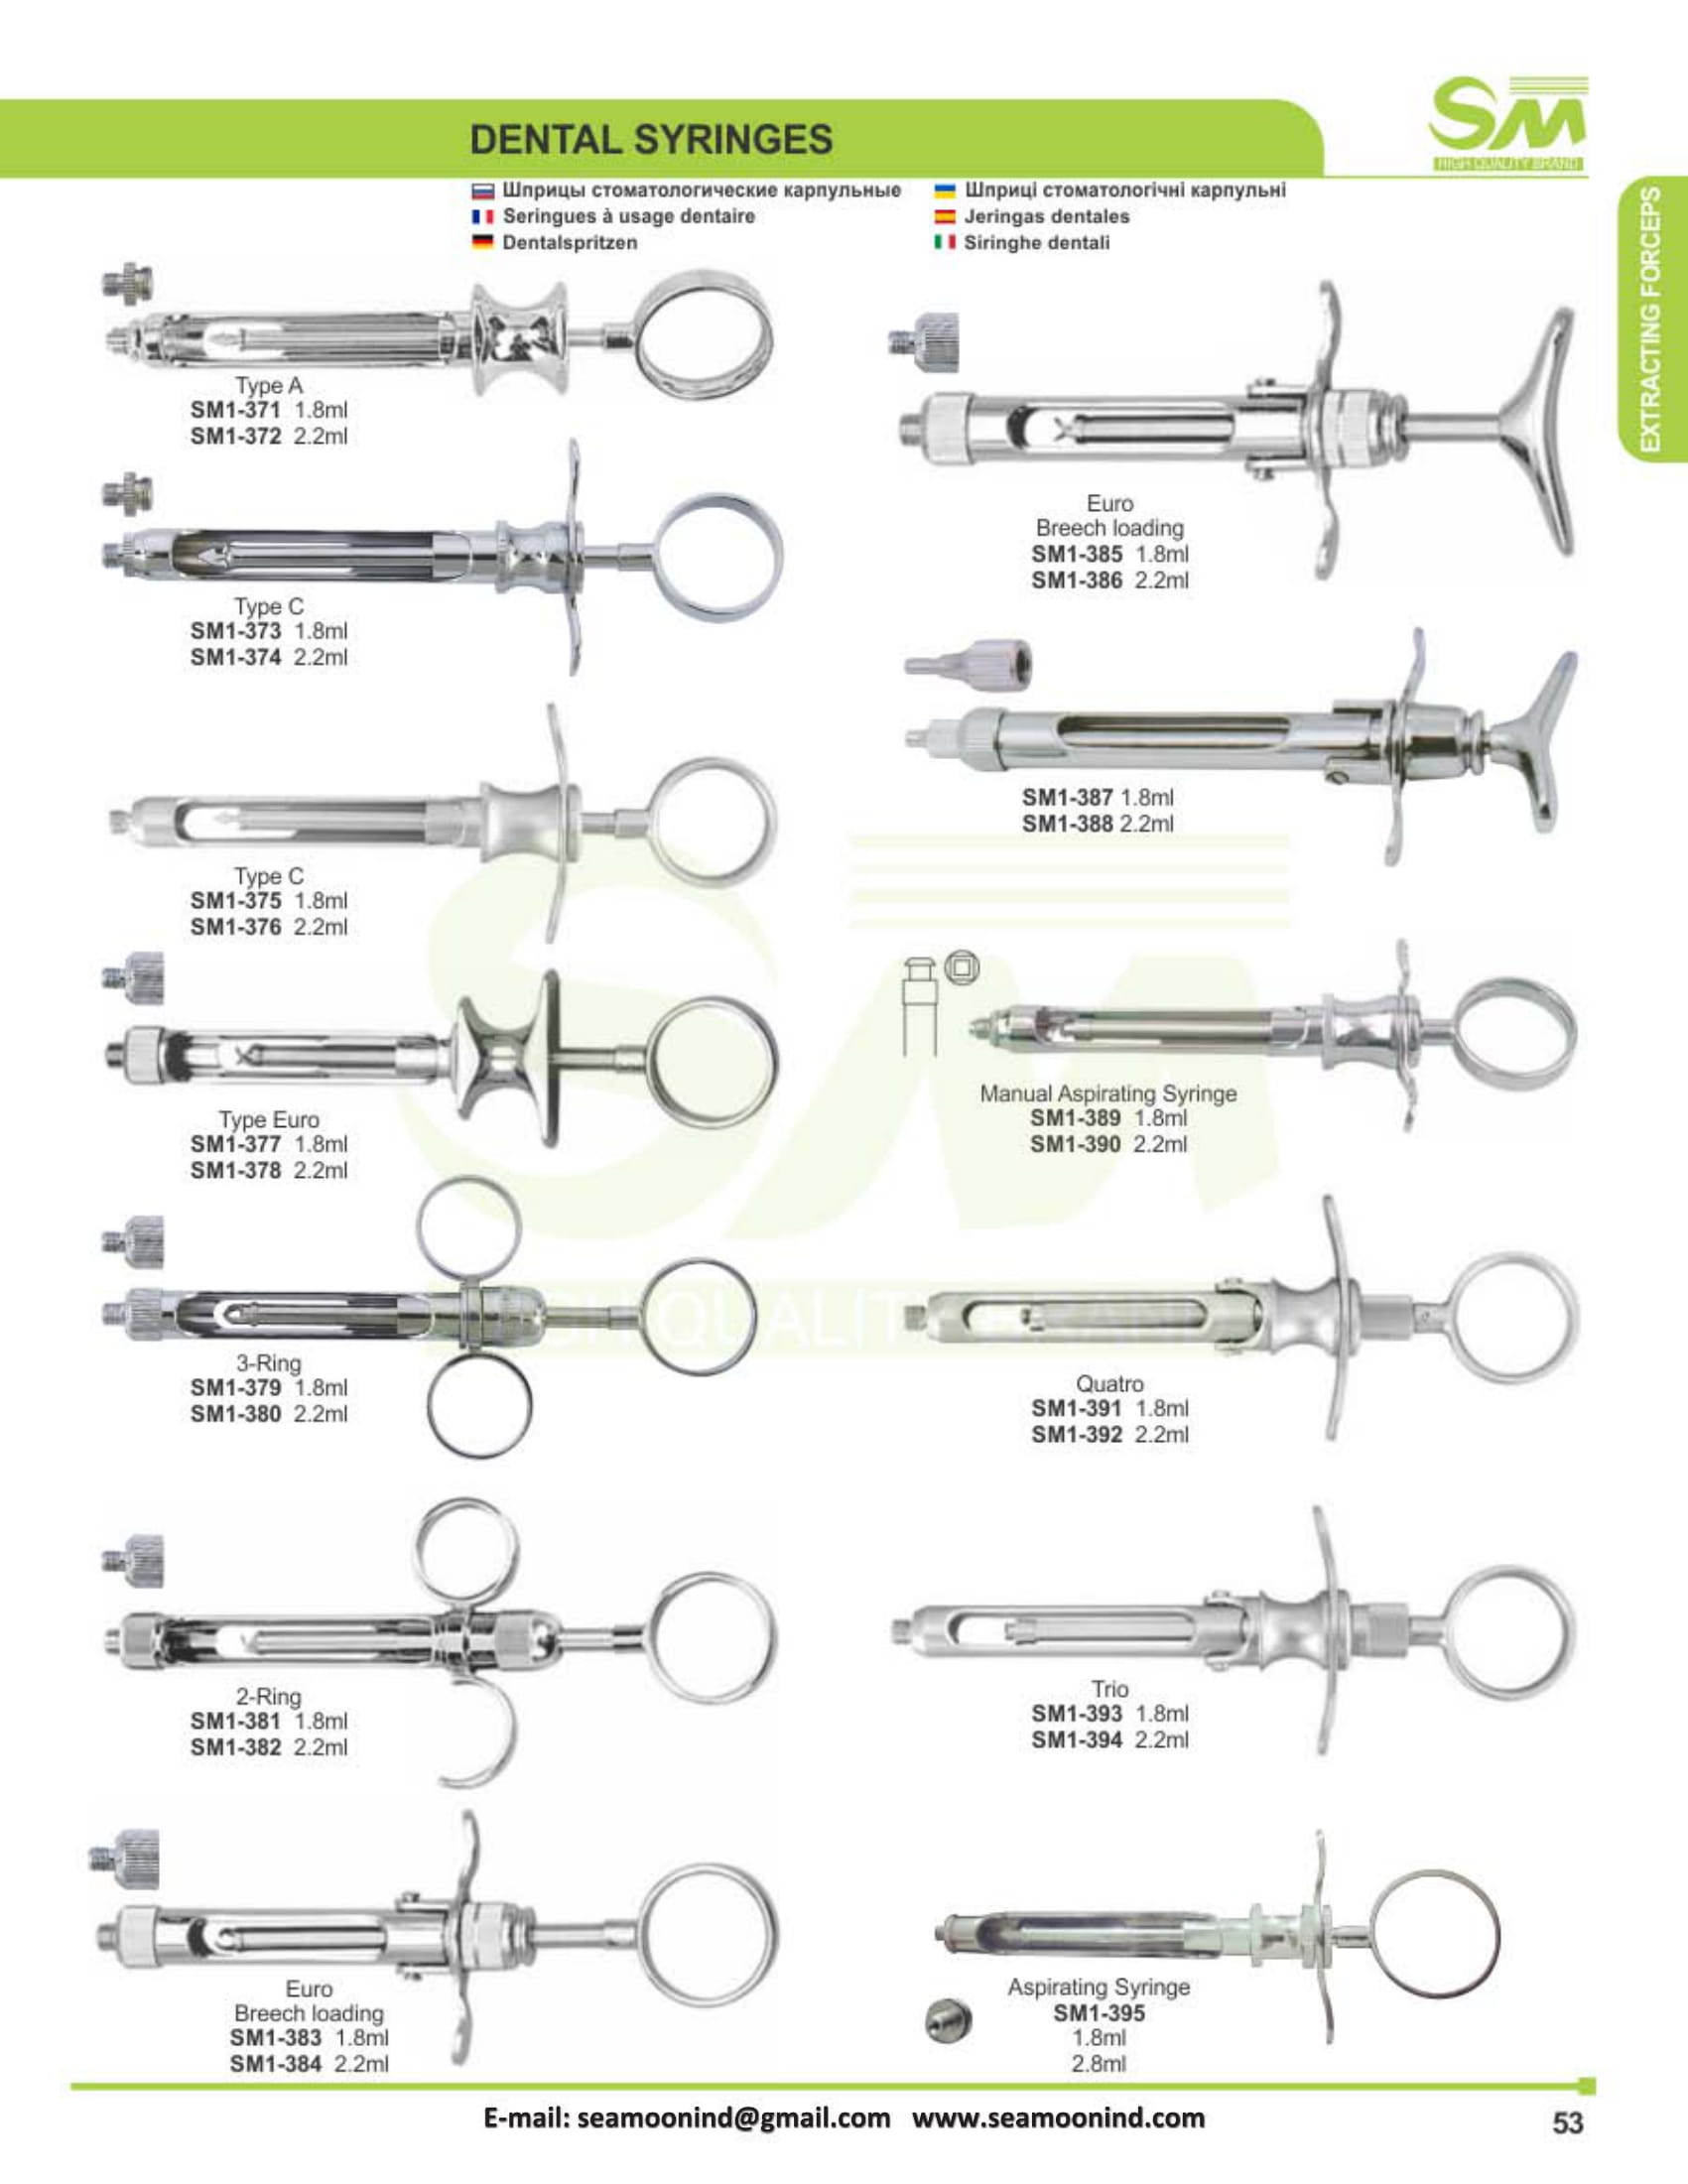 SM
HIGH QUALITY BRAND
DENTAL SYRINGES
Шприцы стоматологические карпульные
Seringues à usage dentaire
Dentalspritzen
Шприці стоматологічні карпульні
Jeringas dentales
Siringhe dentali
EXTRACTING FORCEPS
Type A
SM1-371 1.8ml
SM1-372 2.2ml
Type C
SM1-373 1.8ml
SM1-374 2.2ml
Type C
SM1-375 1.8ml
SM1-376 2.2ml
Type Euro
SM1-377 1.8ml
SM1-378 2.2ml
3-Ring
SM1-379 1.8ml
SM1-380 2.2ml
2-Ring
SM1-381 1.8ml
SM1-382 2.2ml
Euro
Breech loading
SM1-383 1.8ml
SM1-384 2.2ml
Euro
Breech loading
SM1-385 1.8ml
SM1-386 2.2ml
SM1-387 1.8ml
SM1-388 2.2ml
Manual Aspirating Syringe
SM1-389 1.8ml
SM1-390 2.2ml
Quatro
SM1-391 1.8ml
SM1-392 2.2ml
Trio
SM1-393 1.8ml
SM1-394 2.2ml
Aspirating Syringe
SM1-395
1.8ml
2.8ml
E-mail: seamoonind@gmail.com www.seamoonind.com
53